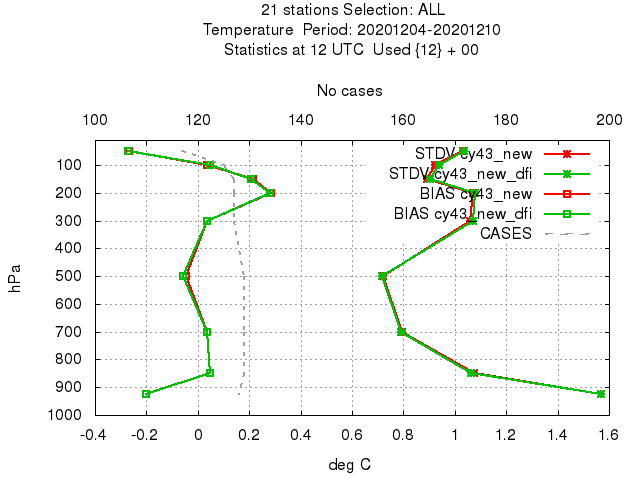 21 stations Selection: ALL
Temperature  Period: 20201204-20201210
Statistics at 12 UTC  Used {12} + 00
No cases
100 120 140 160 180 200
STDV cy43_new
STDV cy43_new_dfi
BIAS cy43_new
BIAS cy43_new_dfi
CASES
hPa
100
200
300
400
500
600
700
800
900
1000
-0.4 -0.2 0 0.2 0.4 0.6 0.8 1 1.2 1.4 1.6
deg C